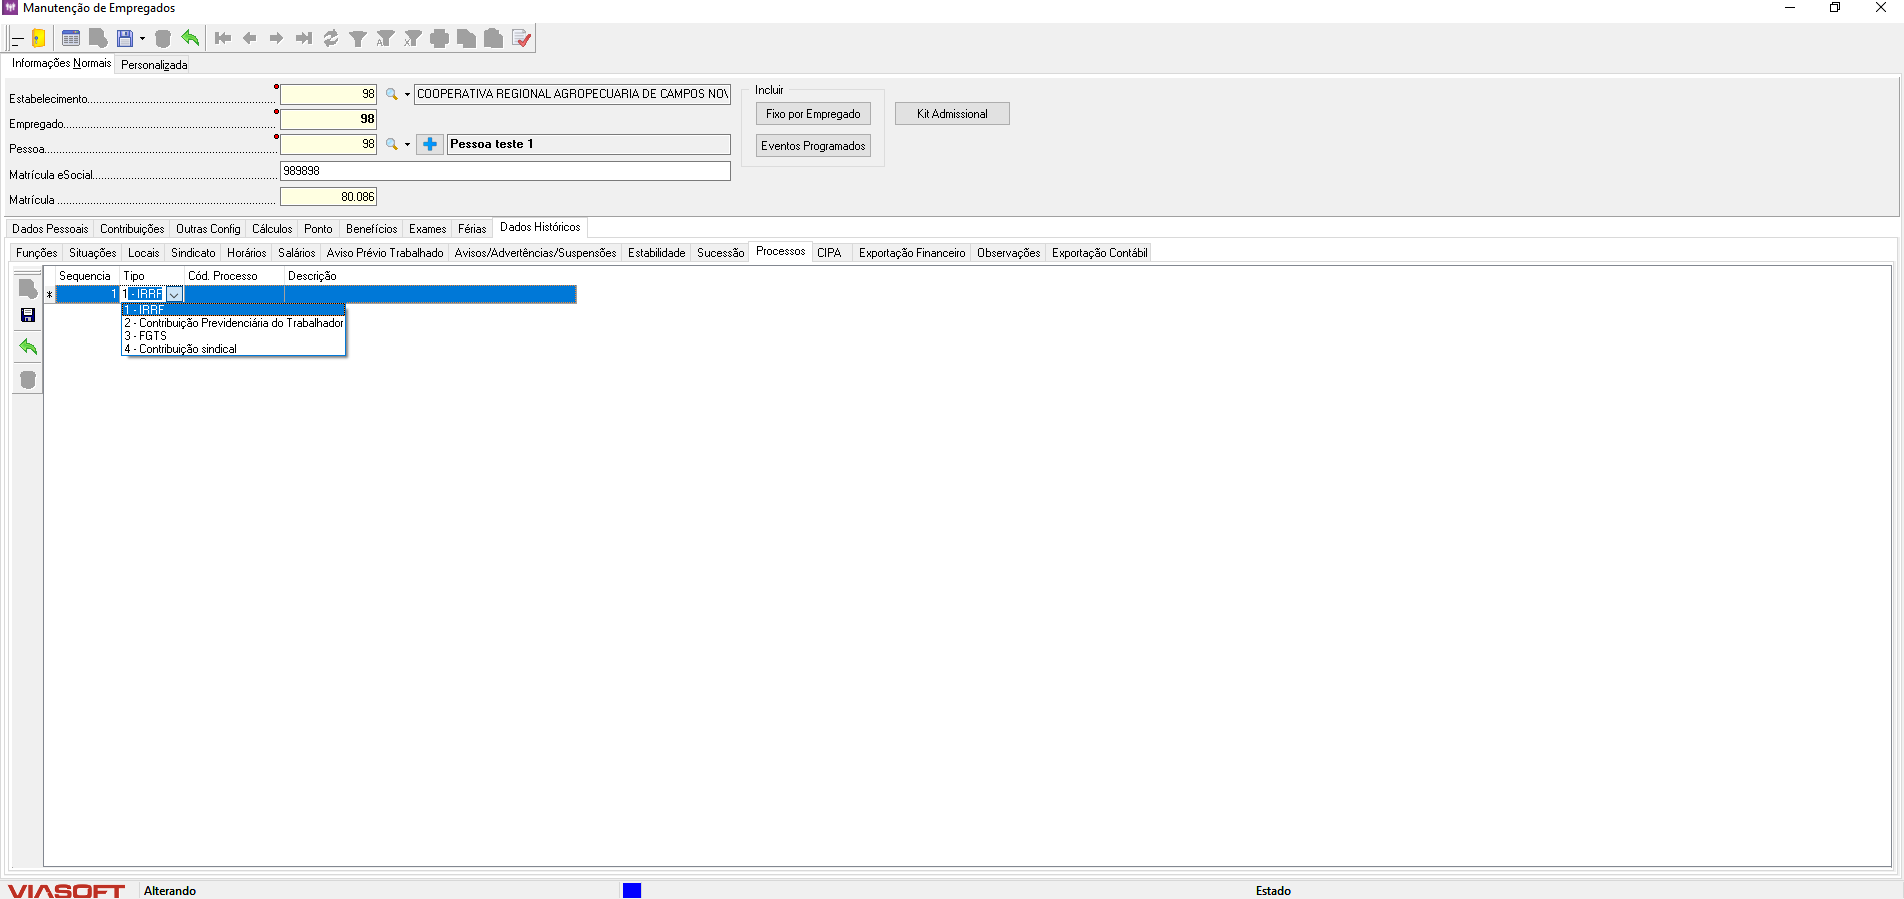 Manutenção de Empregados
Informações Normais Personalizada
Estabelecimento 98 COOPERATIVA REGIONAL AGROPECUARIA DE CAMPOS NOV
Empregado 98
Pessoa 98 Pessoa teste 1
Matrícula eSocial 989898
Matrícula 80.086
Incluir
Fixo por Empregado
Eventos Programados
Kit Admissional
Dados Pessoais Contribuições Outras Config Cálculos Ponto Benefícios Exames Férias Dados Históricos
Funções Situações Locais Sindicato Horários Salários Aviso Prévio Trabalhado Avisos/Advertências/Suspensões Estabilidade Sucessão Processos CIPA Exportação Financeiro Observações Exportação Contábil
Sequencia Tipo Cód. Processo Descrição
* 1 1 - IRRF
1 - IRRF
2 - Contribuição Previdenciária do Trabalhador
3 - FGTS
4 - Contribuição sindical
VIASOFT Alterando Estado